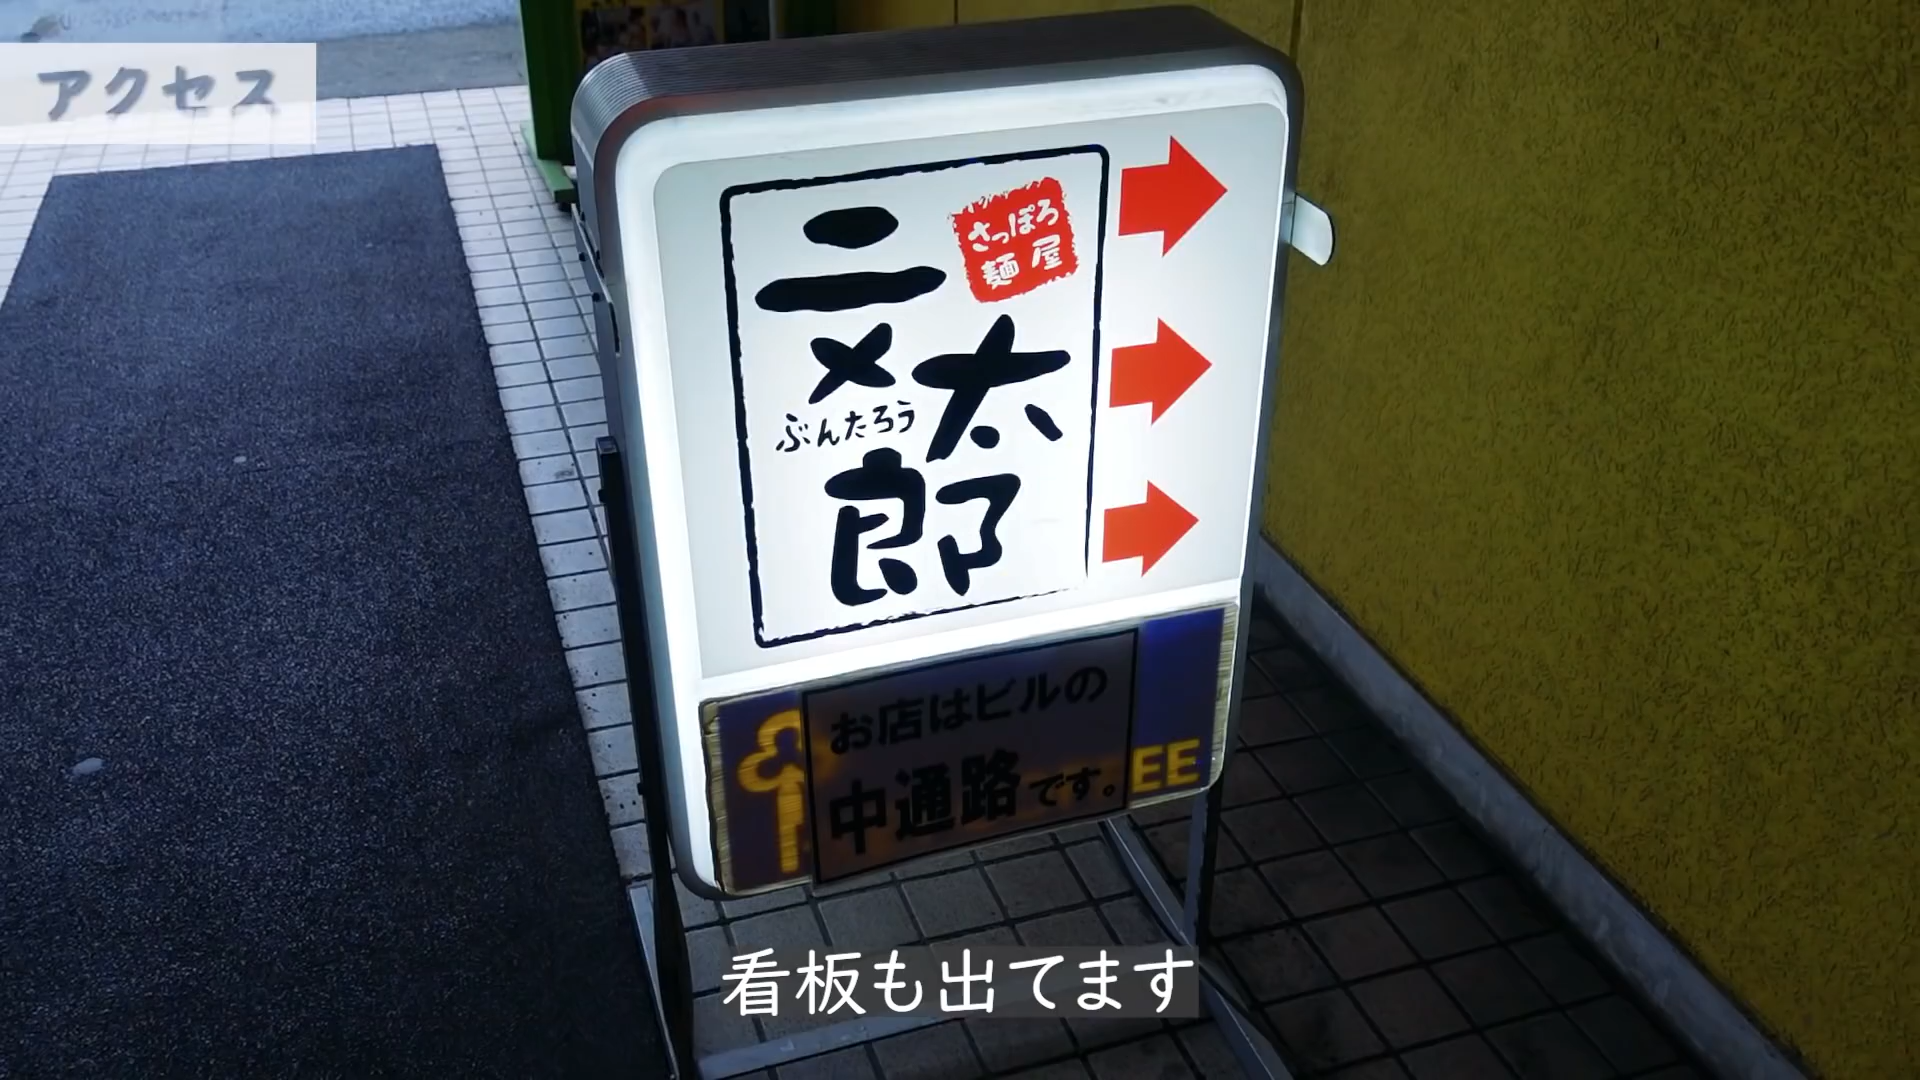 アクセス
さっぽろ
麺屋
二
×
太
ぶんたろう
郎
お店はビルの
中通路です。
EE
看板も出てます